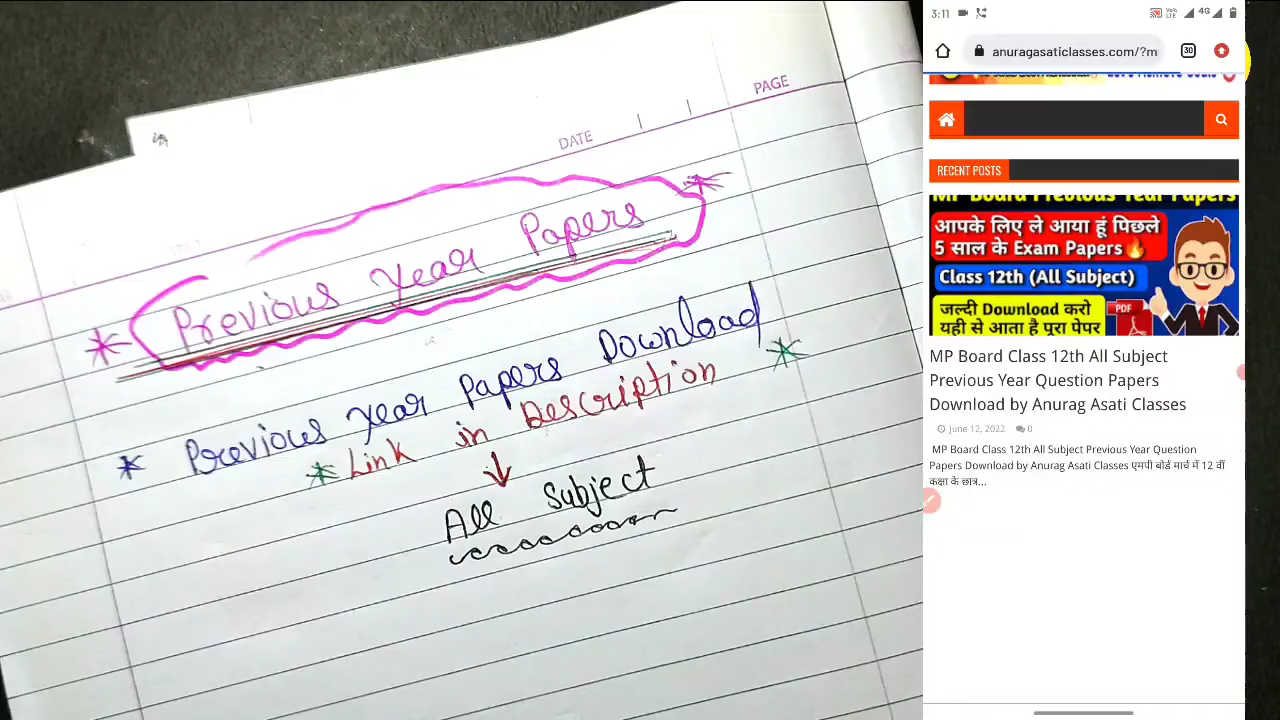 DATE
PAGE
Previous Year Papers
Previous Year Papers Download
Link in Description
All Subject
3:11
Vo))
LTE
4G
anuragasaticlasses.com/?m
30
RECENT POSTS
MP Board Previous Year Papers
आपके लिए ले आया हूं पिछले
5 साल के Exam Papers
Class 12th (All Subject)
जल्दी Download करो
यही से आता है पूरा पेपर
PDF
MP Board Class 12th All Subject
Previous Year Question Papers
Download by Anurag Asati Classes
June 12, 2022 0
MP Board Class 12th All Subject Previous Year Question
Papers Download by Anurag Asati Classes एमपी बोर्ड मार्च में 12 वीं
कक्षा के छात्र...